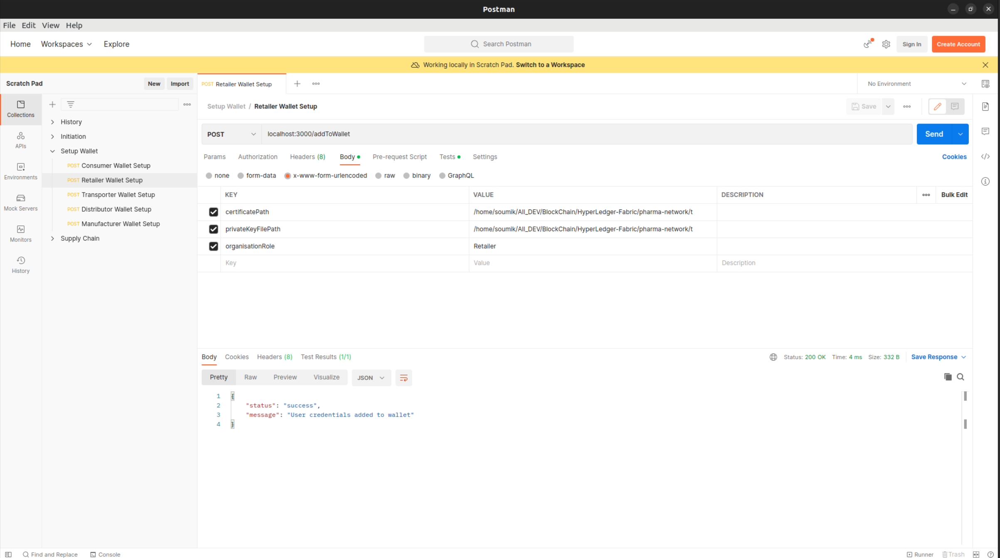 Postman
File Edit View Help
Home Workspaces Explore Search Postman Sign In Create Account
Working locally in Scratch Pad. Switch to a Workspace
Scratch Pad New Import
POST Retailer Wallet Setup
No Environment
Collections
APIs
Environments
Mock Servers
Monitors
History
History
Initiation
Setup Wallet
POST Consumer Wallet Setup
POST Retailer Wallet Setup
POST Transporter Wallet Setup
POST Distributor Wallet Setup
POST Manufacturer Wallet Setup
Supply Chain
Setup Wallet / Retailer Wallet Setup
Save
POST localhost:3000/addToWallet Send
Params Authorization Headers (8) Body Pre-request Script Tests Settings Cookies
none form-data x-www-form-urlencoded raw binary GraphQL
KEY VALUE DESCRIPTION Bulk Edit
certificatePath /home/soumik/All_DEV/BlockChain/HyperLedger-Fabric/pharma-network/t
privateKeyFilePath /home/soumik/All_DEV/BlockChain/HyperLedger-Fabric/pharma-network/t
organisationRole Retailer
Key Value Description
Body Cookies Headers (8) Test Results (1/1) Status: 200 OK Time: 4 ms Size: 332 B Save Response
Pretty Raw Preview Visualize JSON
1 {
2 "status": "success",
3 "message": "User credentials added to wallet"
4 }
Find and Replace Console Runner Trash